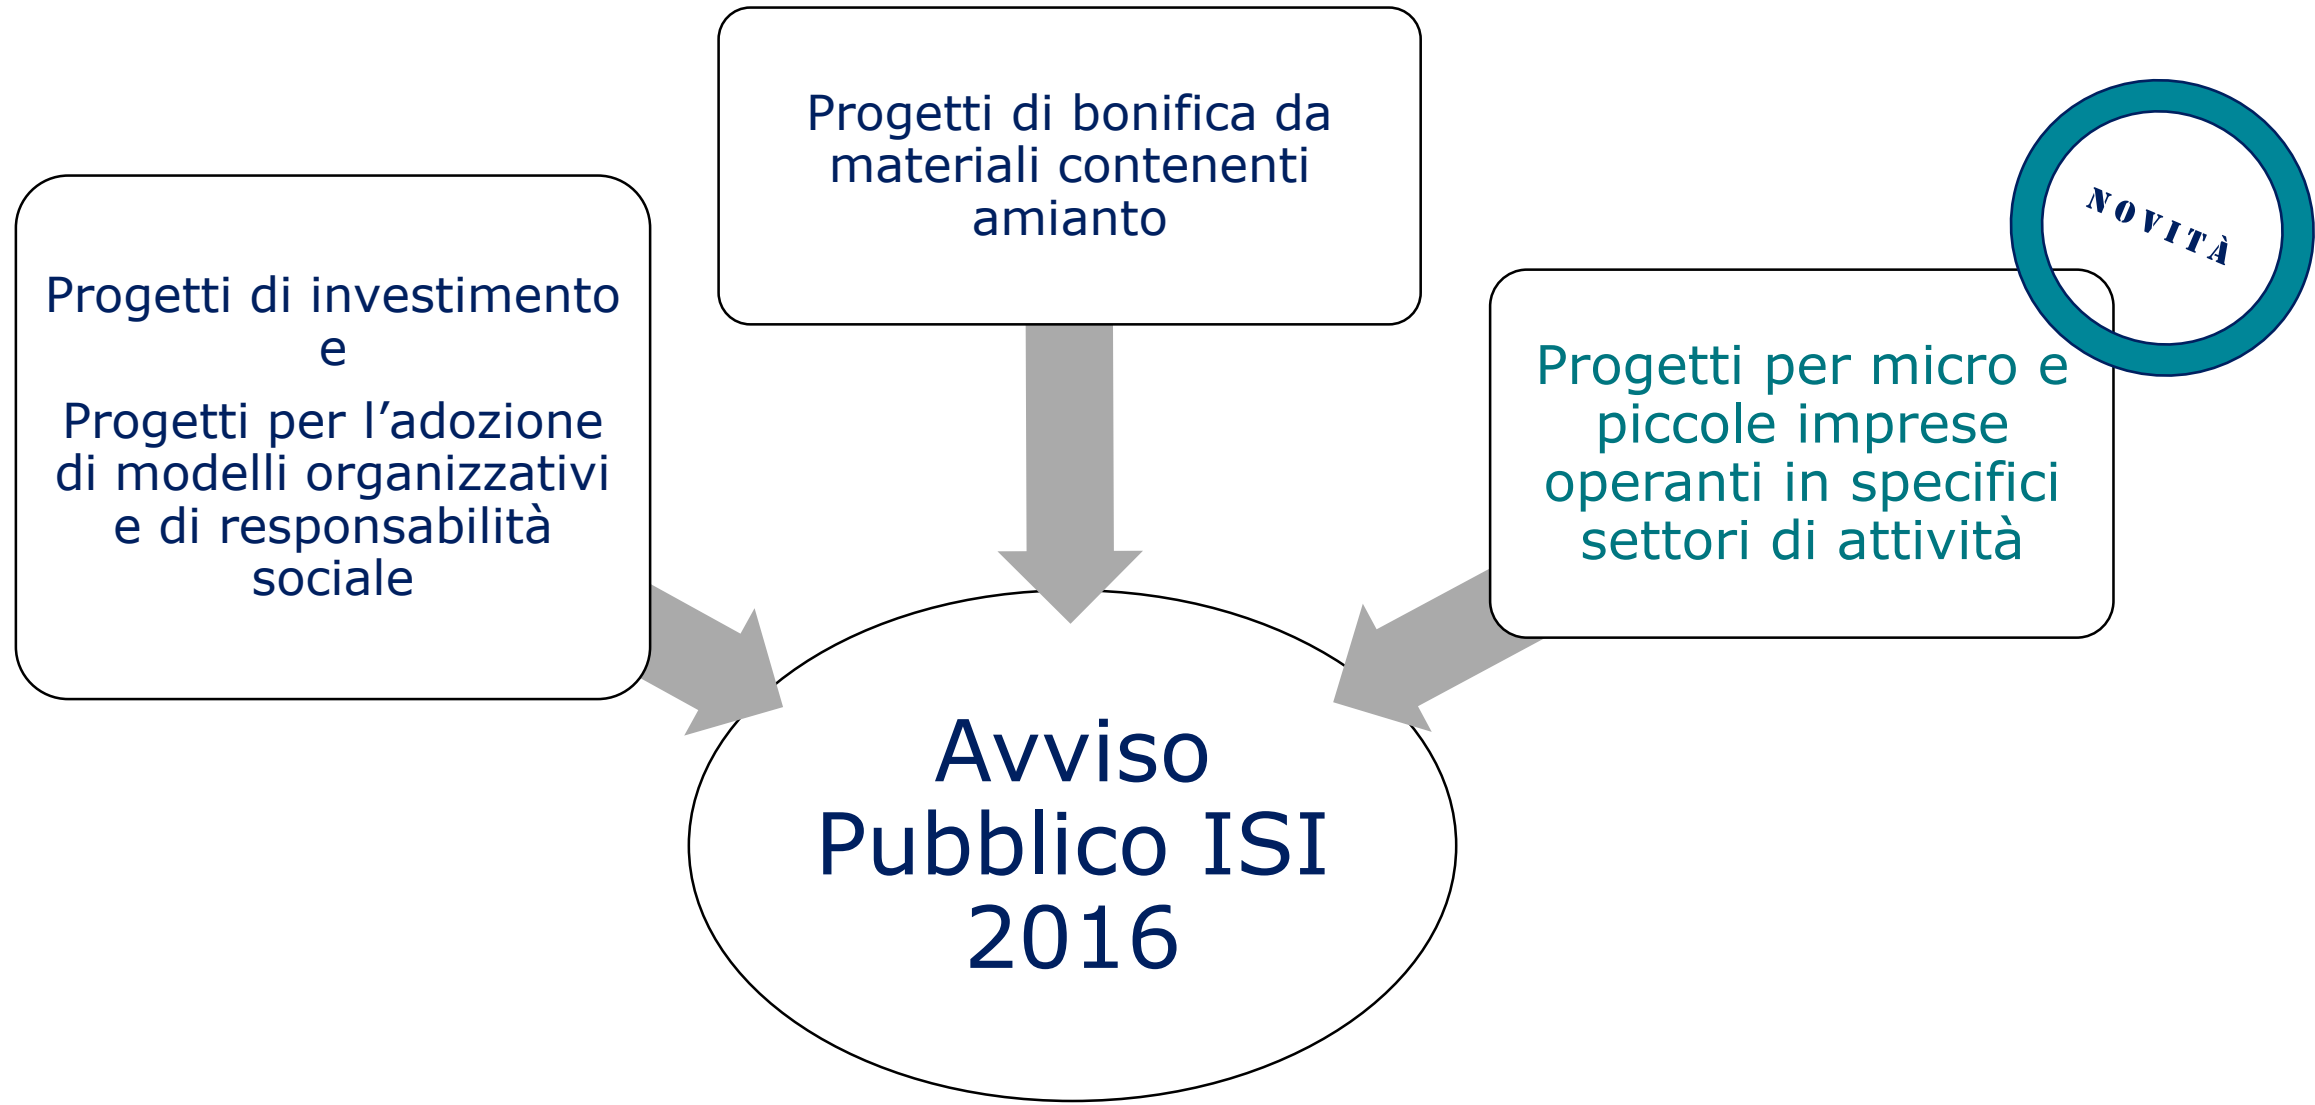 Progetti di investimento
e
Progetti per l’adozione
di modelli organizzativi
e di responsabilità
sociale
Progetti di bonifica da
materiali contenenti
amianto
NOVITÀ
Progetti per micro e
piccole imprese
operanti in specifici
settori di attività
Avviso
Pubblico ISI
2016